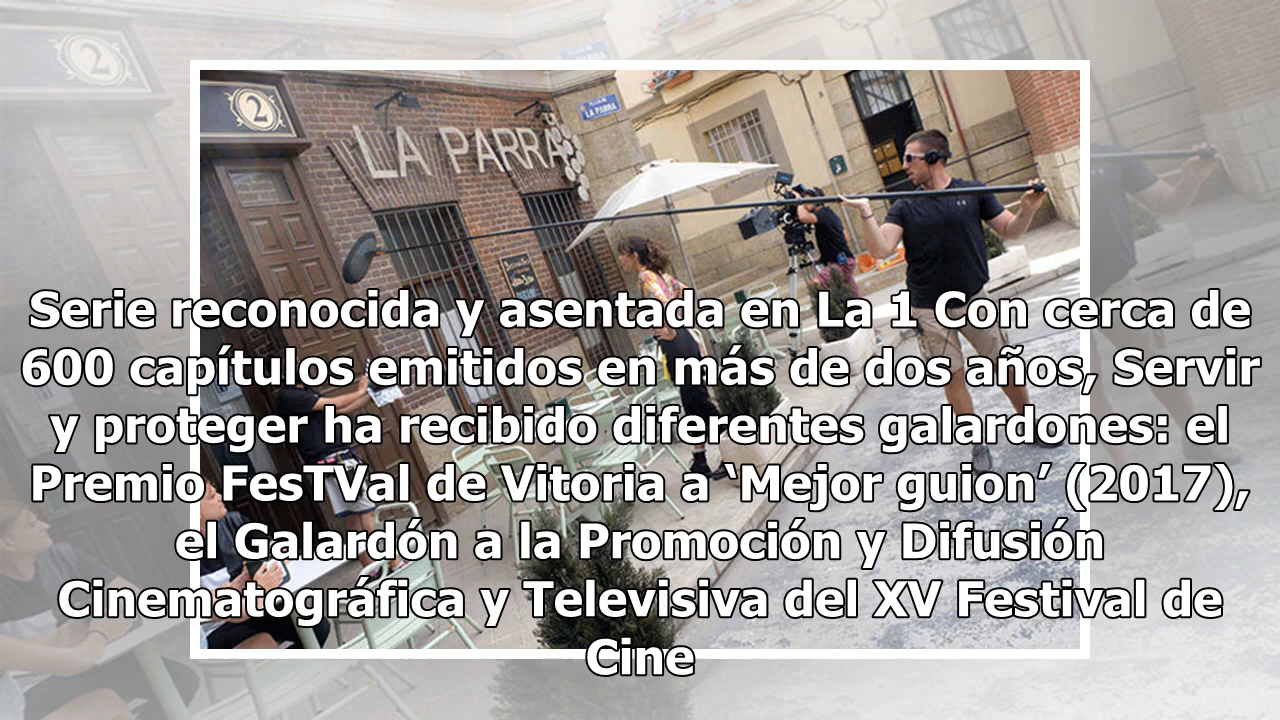 2
2
LA PARRA
LA PARRA
Serie reconocida y asentada en La 1 Con cerca de
600 capítulos emitidos en más de dos años, Servir
y proteger ha recibido diferentes galardones: el
Premio FesTVal de Vitoria a ‘Mejor guion’ (2017),
el Galardón a la Promoción y Difusión
Cinematográfica y Televisiva del XV Festival de
Cine